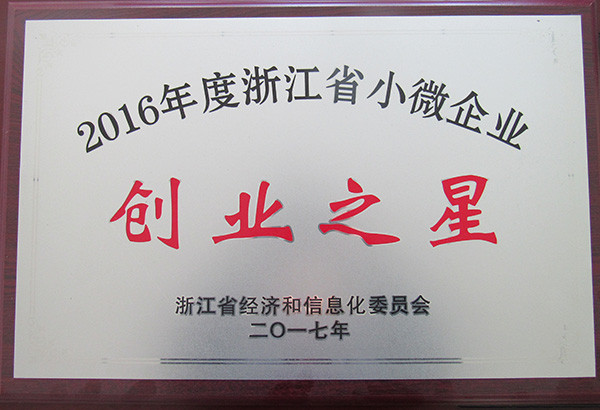 2016年度浙江省小微企业
创业之星
浙江省经济和信息化委员会
二〇一七年